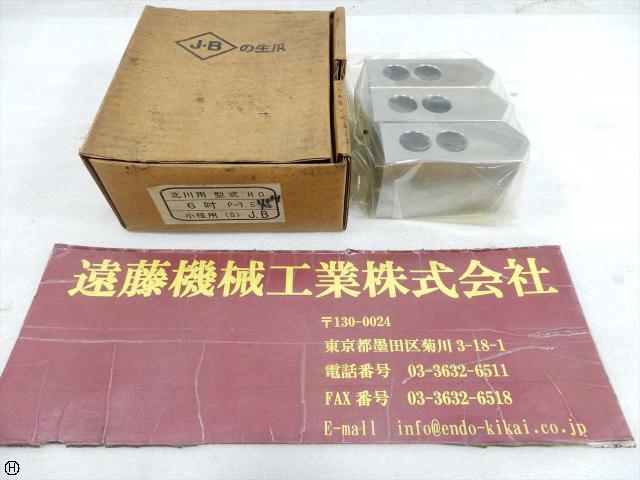 J・Bの生爪
北川用 型式 HO
6吋 P-1.5
小径用(S) J.B
遠藤機械工業株式会社
〒130-0024
東京都墨田区菊川 3-18-1
電話番号 03-3632-6511
FAX 番号 03-3632-6518
E-mall info@endo-kikai.co.jp
H